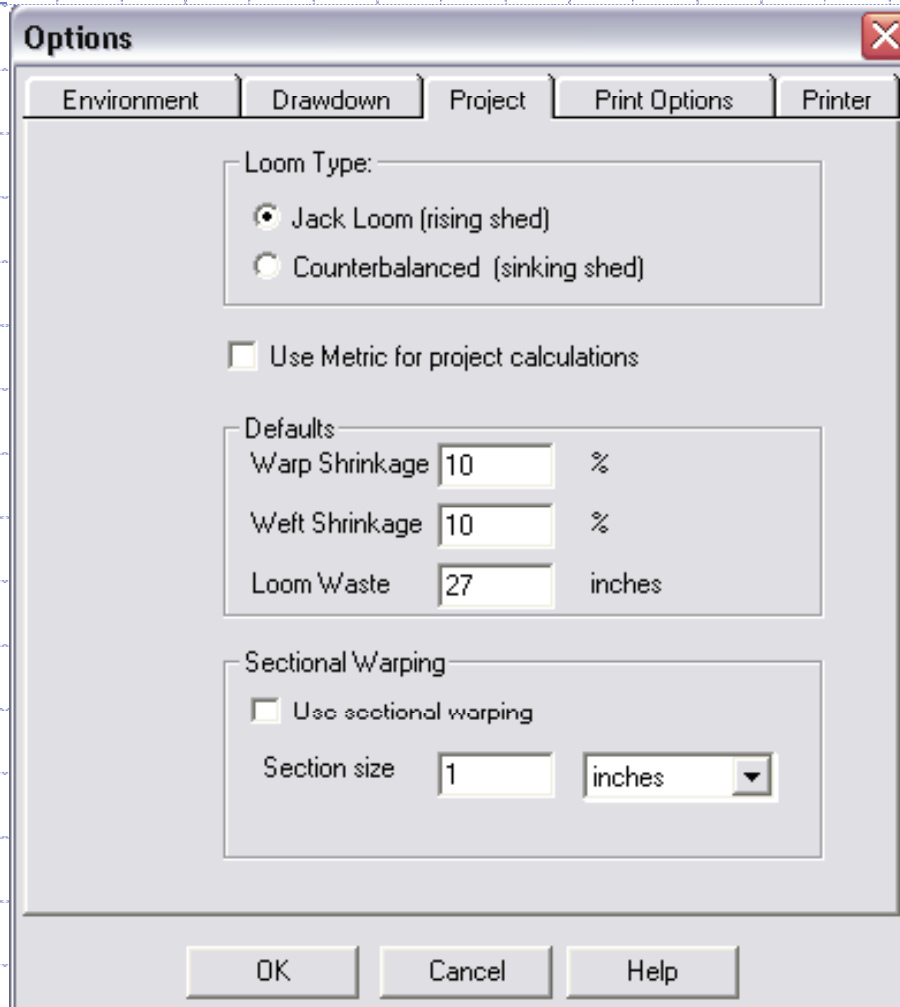 Options
Environment Drawdown Project Print Options Printer
Loom Type:
Jack Loom (rising shed)
Counterbalanced (sinking shed)
Use Metric for project calculations
Defaults
Warp Shrinkage 10 %
Weft Shrinkage 10 %
Loom Waste 27 inches
Sectional Warping
Use sectional warping
Section size 1 inches
OK Cancel Help